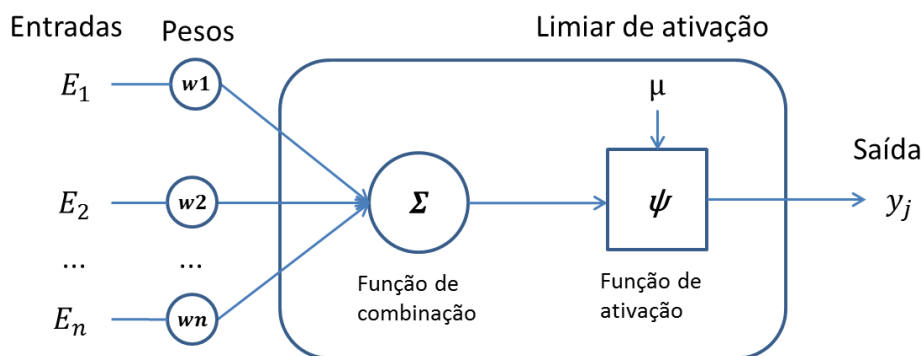 Entradas
Pesos
Limiar de ativação
E₁
w1
μ
Saída
E₂
w2
Σ
ψ
yⱼ
...
...
Função de
combinação
Função de
ativação
Eₙ
wn